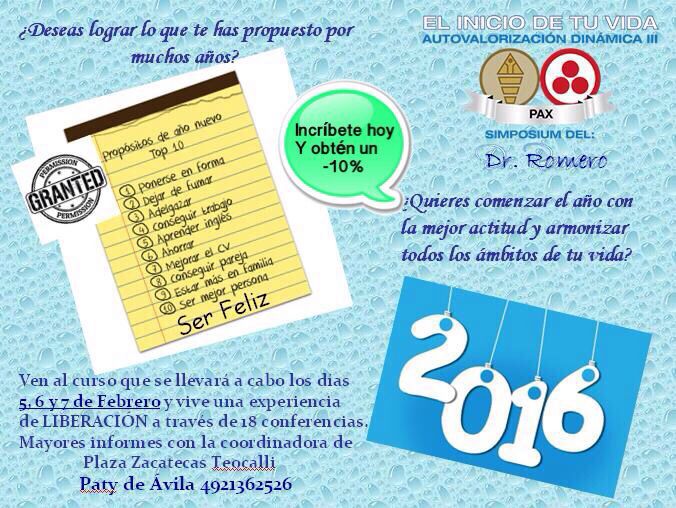 ¿Deseas lograr lo que te has propuesto por
muchos años?
EL INICIO DE TU VIDA
AUTOVALORIZACIÓN DINÁMICA III
PAX
SIMPOSIUM DEL:
Dr. Romero
Propósitos de año nuevo
Top 10
1 Ponerse en forma
2 Dejar de fumar
3 Adelgazar
4 conseguir trabajo
5 Aprender inglés
6 Ahorrar
7 Mejorar el CV
8 conseguir pareja
9 Estar más en familia
10 Ser mejor persona
Ser Feliz
PERMISSION
GRANTED
PERMISSION
Incríbete hoy
Y obtén un
-10%
¿Quieres comenzar el año con
la mejor actitud y armonizar
todos los ámbitos de tu vida?
2016
Ven al curso que se llevará a cabo los dias
5, 6 y 7 de Febrero y vive una experiencia
de LIBERACIÓN a través de 18 conferencias.
Mayores informes con la coordinadora de
Plaza Zacatecas Teocalli
Paty de Ávila 4921362526